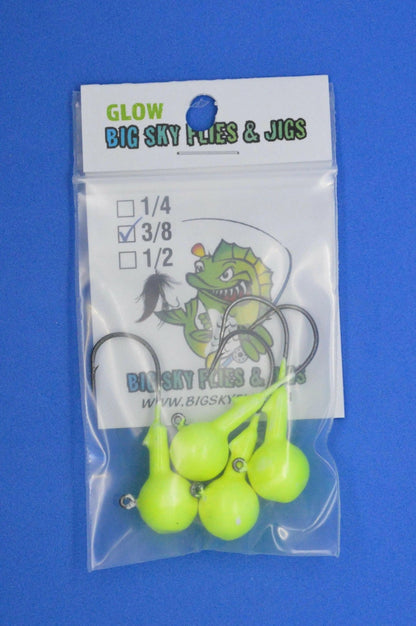 GLOW
BIG SKY FLIES & JIGS
1/4
3/8
1/2
BIG SKY FLIES & JIGS